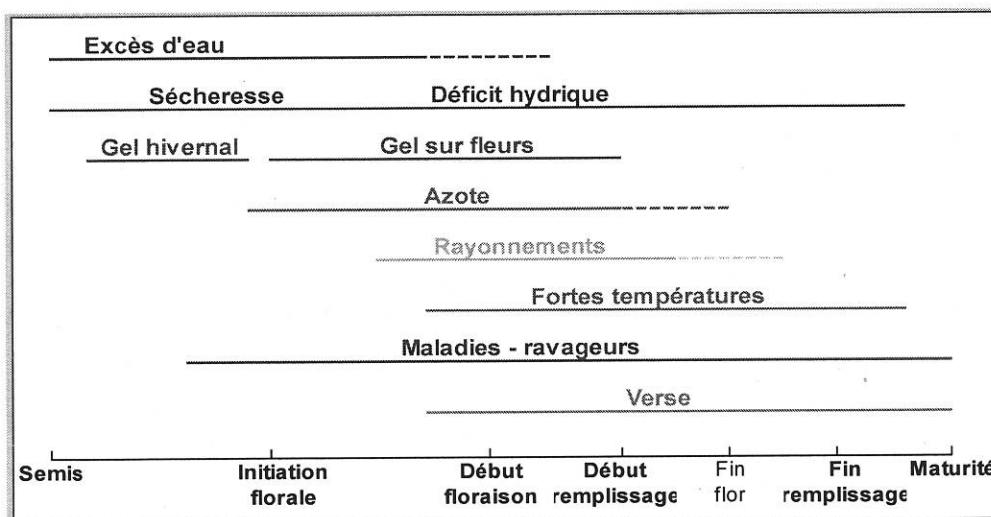 Excès d'eau
Sécheresse Déficit hydrique
Gel hivernal Gel sur fleurs
Azote
Rayonnements
Fortes températures
Maladies - ravageurs
Verse
Semis Initiation Début Début Fin Fin Maturité
florale floraison remplissage flor remplissage